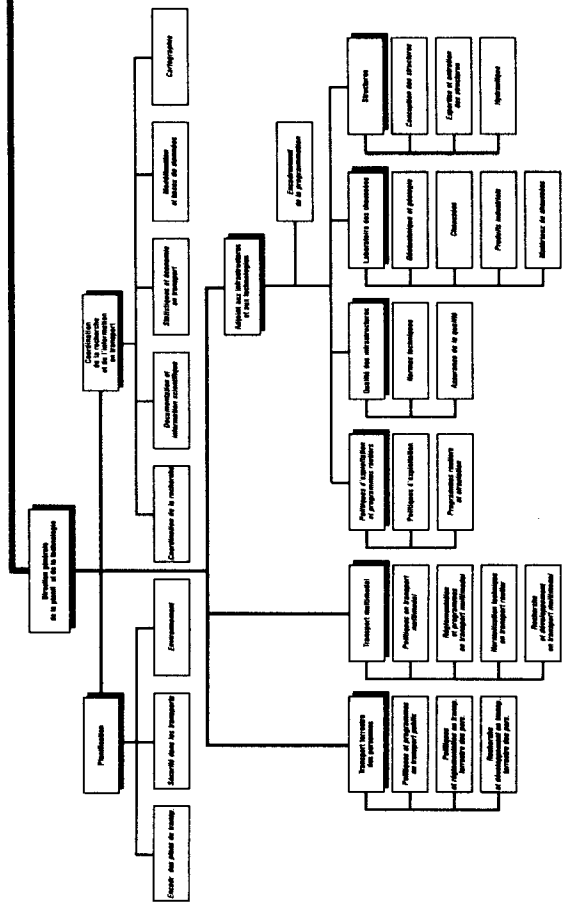 Direction générale
de la planif. et de la technologie
Planification
Encadr. des plans de transp.
Sécurité dans les transports
Environnement
Coordination
de la recherche
et de l'information
en transport
Coordination de la recherche
Documentation et
information scientifique
Statistiques et économie
en transport
Modélisation
et bases de données
Cartographie
Transport terrestre
des personnes
Politiques et programmes
en transport public
Politiques
et réglementation en transp.
terrestre des pers.
Recherche
et développement en transp.
terrestre des pers.
Transport multimodal
Politiques en transport
multimodal
Réglementation
et programmes
en transport multimodal
Normalisation technique
en transport routier
Recherche
et développement
en transport multimodal
Adjoint aux infrastructures
et aux technologies
Encadrement
de la programmation
Politiques d'exploitation
et programmes routiers
Politiques d'exploitation
Programmes routiers
et circulation
Qualité des infrastructures
Normes techniques
Assurance de la qualité
Laboratoire des chaussées
Géotechnique et géologie
Chaussées
Produits industriels
Matériaux de chaussées
Structures
Conception des structures
Expertise et entretien
des structures
Hydraulique